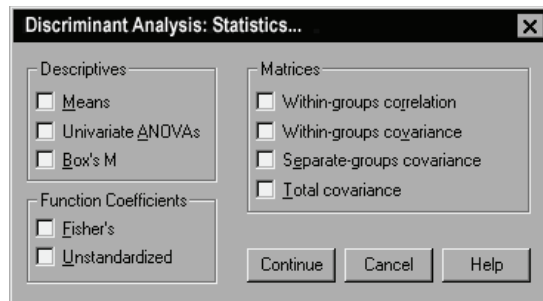 Discriminant Analysis: Statistics...
Descriptives
Means
Univariate ANOVAs
Box's M
Function Coefficients
Fisher's
Unstandardized
Matrices
Within-groups correlation
Within-groups covariance
Separate-groups covariance
Total covariance
Continue
Cancel
Help